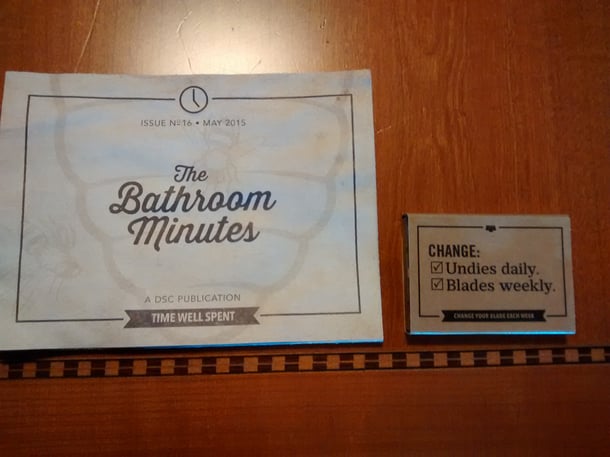 ISSUE Nº16 • MAY 2015
The
Bathroom
Minutes
A DSC PUBLICATION
TIME WELL SPENT
CHANGE:
☑ Undies daily.
☑ Blades weekly.
CHANGE YOUR BLADE EACH WEEK